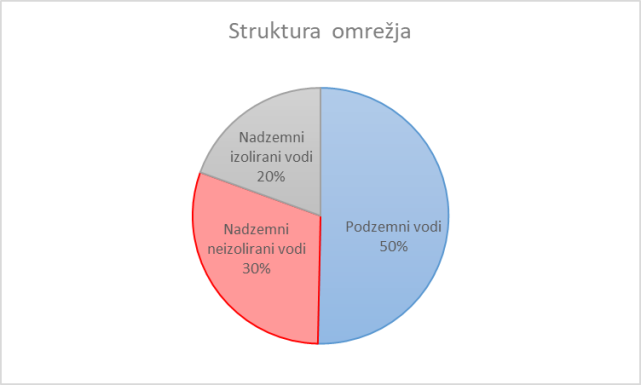 Struktura omrežja
Nadzemni
izolirani vodi
20%
Podzemni vodi
50%
Nadzemni
neizolirani vodi
30%